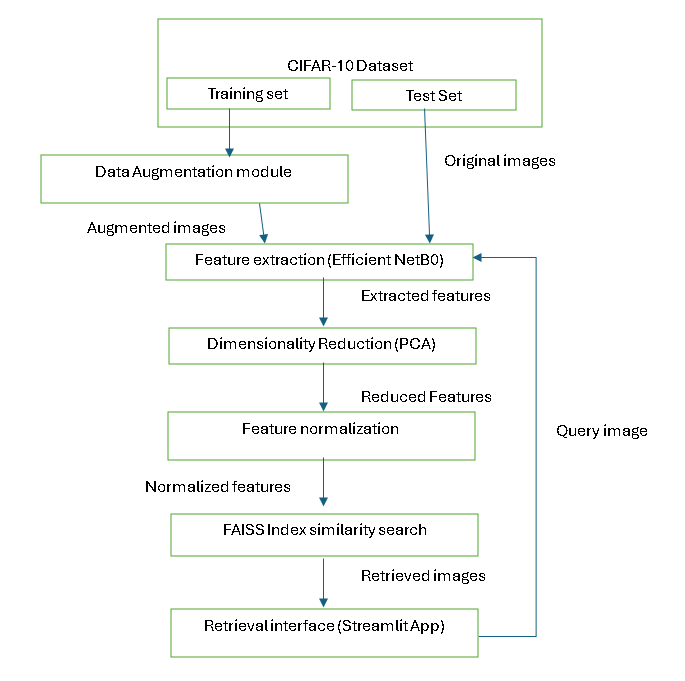 CIFAR-10 Dataset
Training set
Test Set
Original images
Data Augmentation module
Augmented images
Feature extraction (Efficient NetB0)
Extracted features
Dimensionality Reduction (PCA)
Reduced Features
Feature normalization
Query image
Normalized features
FAISS Index similarity search
Retrieved images
Retrieval interface (Streamlit App)